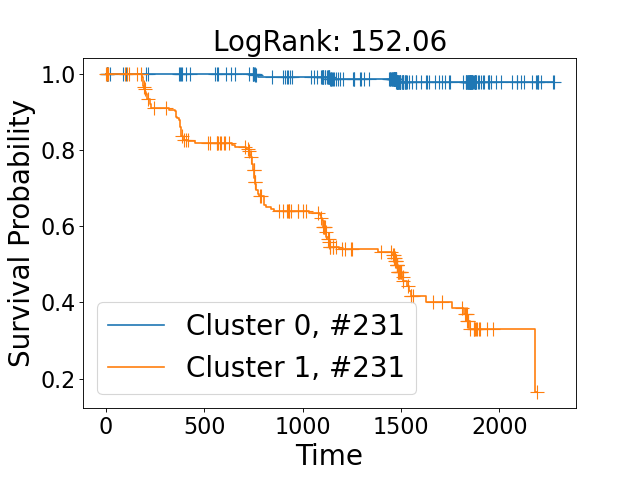 LogRank: 152.06
Survival Probability
1.0
0.8
0.6
0.4
0.2
Cluster 0, #231
Cluster 1, #231
0 500 1000 1500 2000
Time